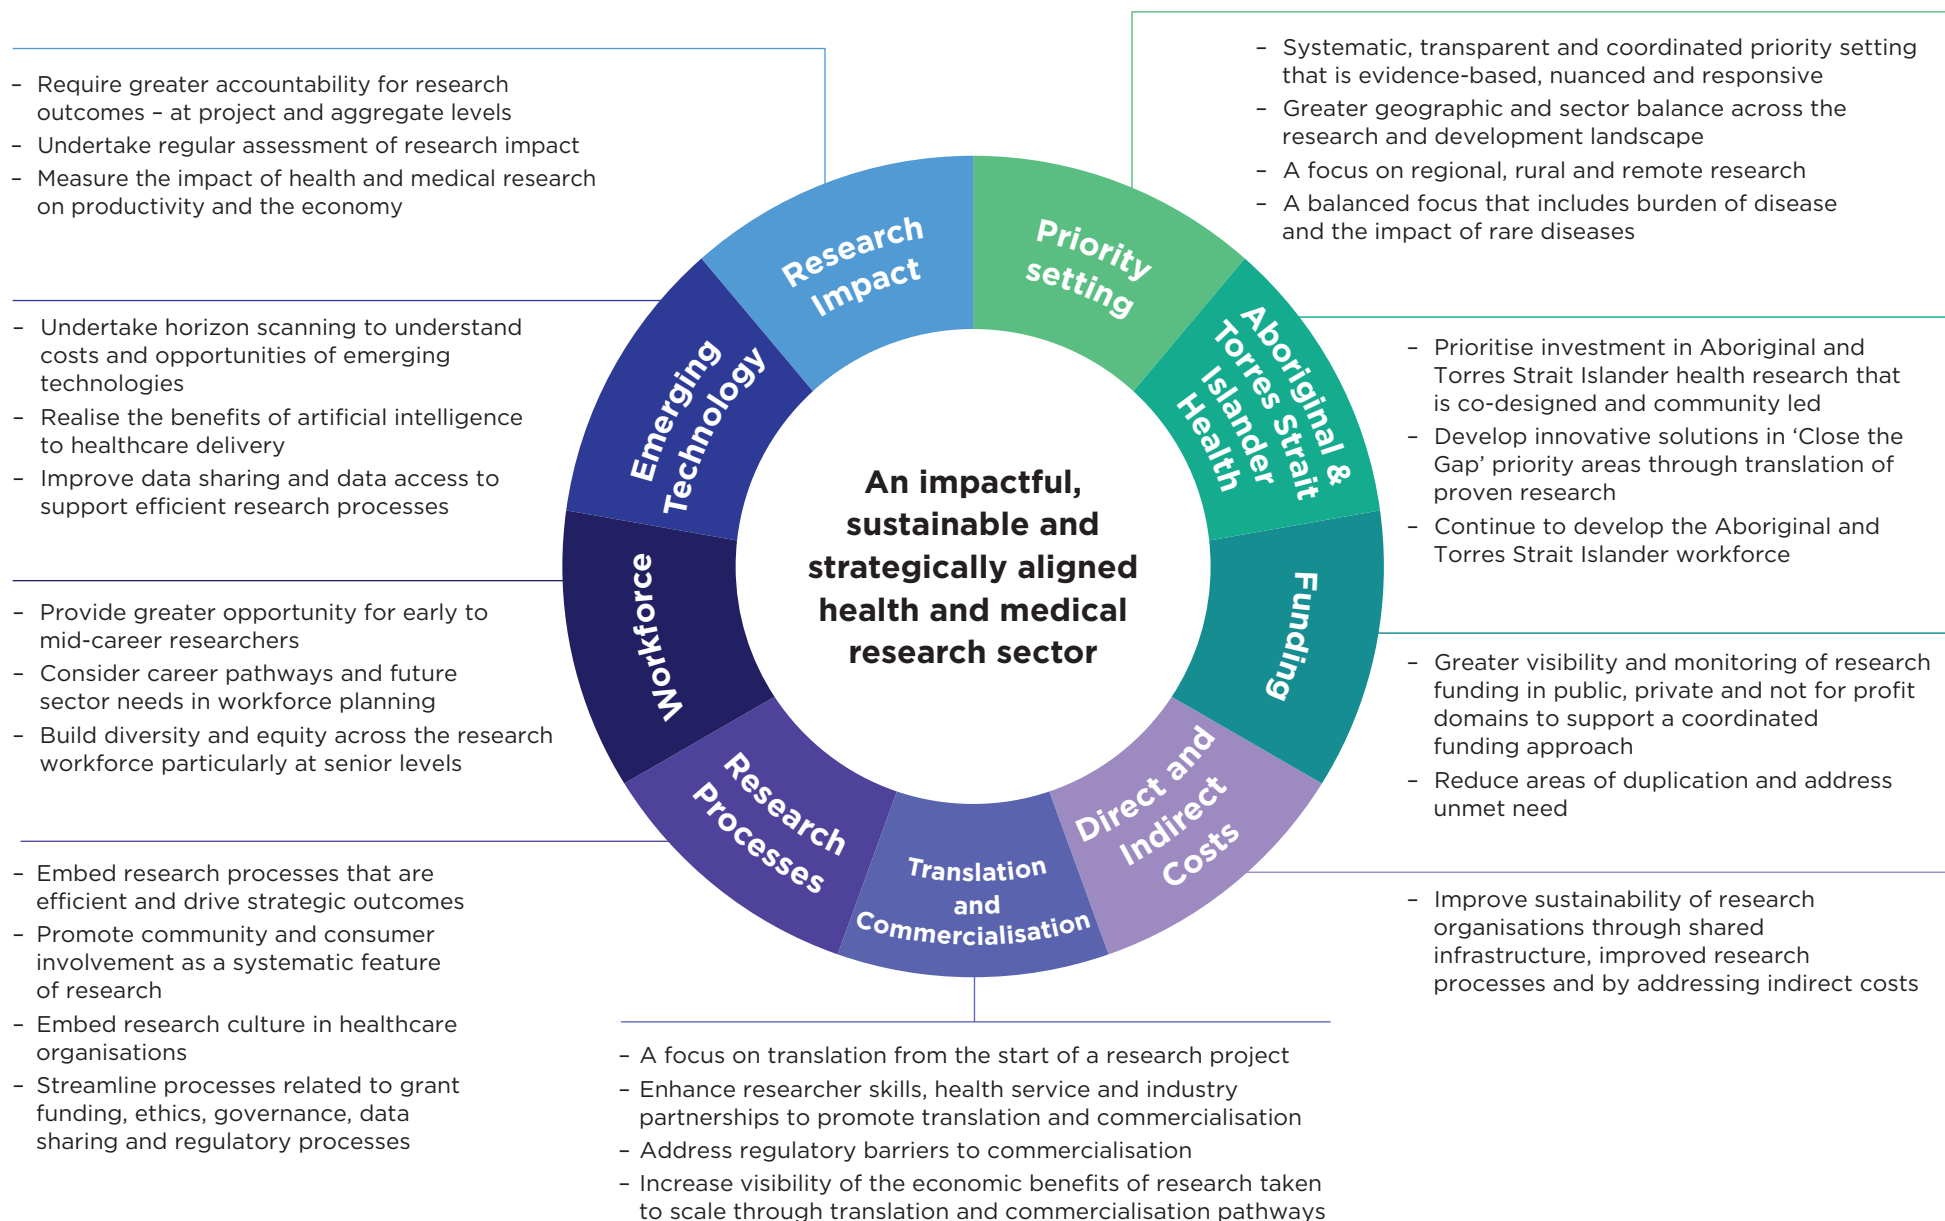 – Require greater accountability for research
outcomes – at project and aggregate levels
– Undertake regular assessment of research impact
– Measure the impact of health and medical research
on productivity and the economy
– Systematic, transparent and coordinated priority setting
that is evidence-based, nuanced and responsive
– Greater geographic and sector balance across the
research and development landscape
– A focus on regional, rural and remote research
– A balanced focus that includes burden of disease
and the impact of rare diseases
Research
Impact
Priority
setting
– Undertake horizon scanning to understand
costs and opportunities of emerging
technologies
– Realise the benefits of artificial intelligence
to healthcare delivery
– Improve data sharing and data access to
support efficient research processes
Emerging
Technology
Aboriginal &
Torres Strait
Islander
Health
– Prioritise investment in Aboriginal and
Torres Strait Islander health research that
is co-designed and community led
– Develop innovative solutions in ‘Close the
Gap’ priority areas through translation of
proven research
– Continue to develop the Aboriginal and
Torres Strait Islander workforce
An impactful,
sustainable and
strategically aligned
health and medical
research sector
– Provide greater opportunity for early to
mid-career researchers
– Consider career pathways and future
sector needs in workforce planning
– Build diversity and equity across the research
workforce particularly at senior levels
Workforce
Funding
– Greater visibility and monitoring of research
funding in public, private and not for profit
domains to support a coordinated
funding approach
– Reduce areas of duplication and address
unmet need
Research
Processes
Translation
and
Commercialisation
Direct and
Indirect
Costs
– Embed research processes that are
efficient and drive strategic outcomes
– Promote community and consumer
involvement as a systematic feature
of research
– Embed research culture in healthcare
organisations
– Streamline processes related to grant
funding, ethics, governance, data
sharing and regulatory processes
– Improve sustainability of research
organisations through shared
infrastructure, improved research
processes and by addressing indirect costs
– A focus on translation from the start of a research project
– Enhance researcher skills, health service and industry
partnerships to promote translation and commercialisation
– Address regulatory barriers to commercialisation
– Increase visibility of the economic benefits of research taken
to scale through translation and commercialisation pathways